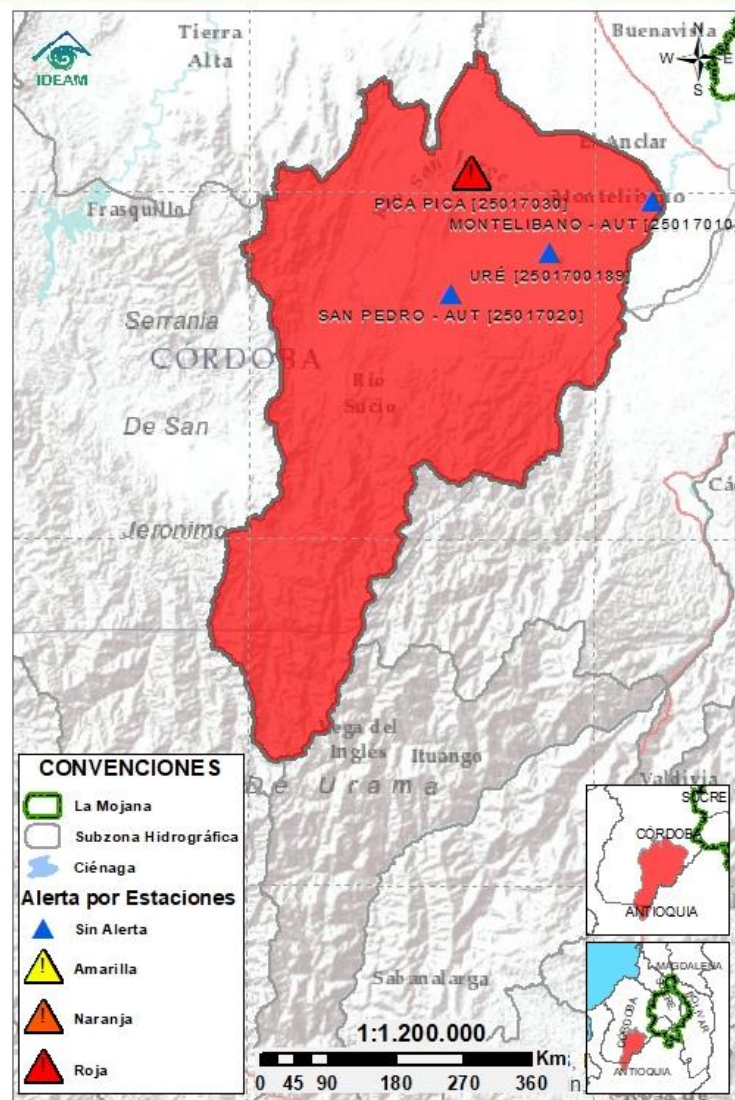 IDEAM
Tierra
Alta
Buenavista
N
W
E
S
El Anclar
Frasquillo
Montelibano
PICA PICA [25017030]
MONTELIBANO - AUT [25017010
URÉ [2501700189]
SAN PEDRO - AUT [25017020]
Serrania
CÓRDOBA
Río
Sucio
De San
Jeronimo
Vega del
Ingles
Ituango
De Urama
Valdivia
Sabanalarga
CONVENCIONES
La Mojana
Subzona Hidrográfica
Ciénaga
Alerta por Estaciones
Sin Alerta
Amarilla
Naranja
Roja
1:1.200.000
Km
0 45 90 180 270 360
SUCRE
CÓRDOBA
ANTIOQUIA
MAGDALENA
CÓRDOBA
ANTIOQUIA